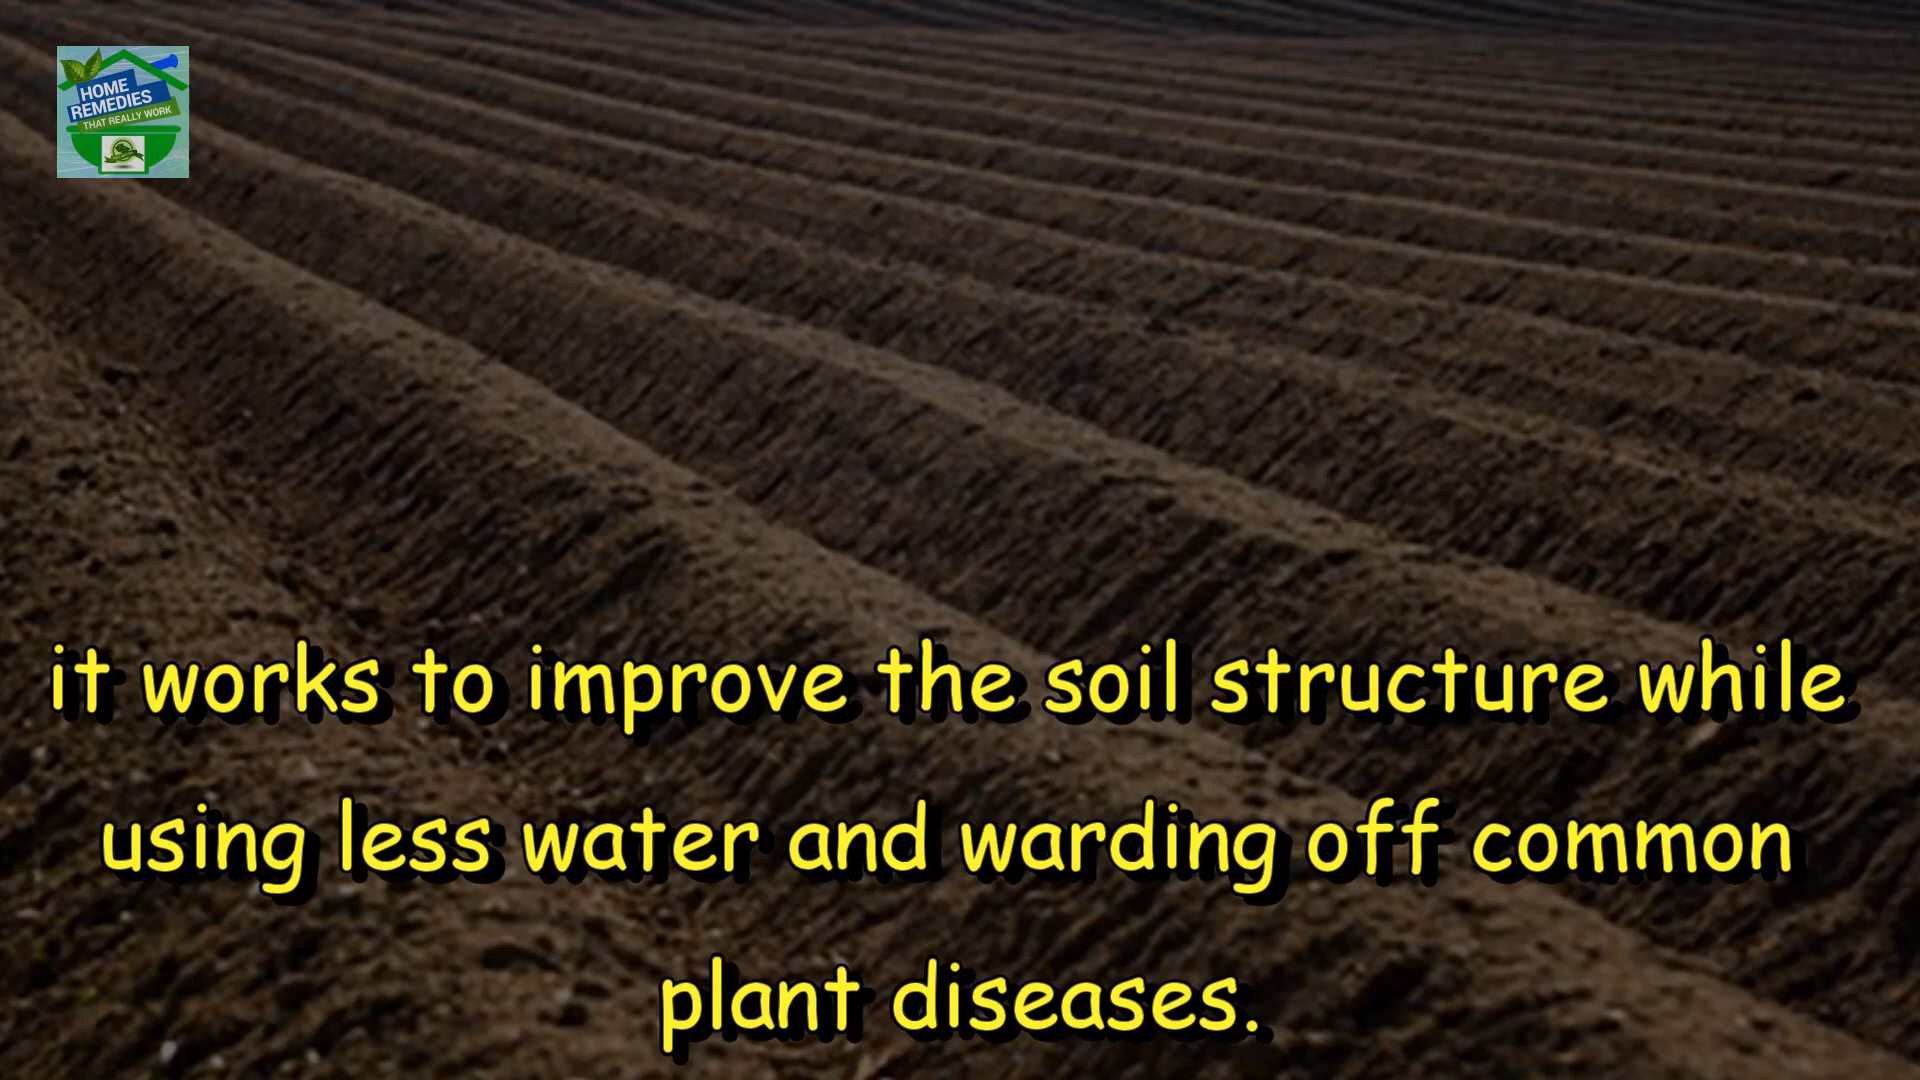 HOME
REMEDIES
THAT REALLY WORK
it works to improve the soil structure while
using less water and warding off common
plant diseases.